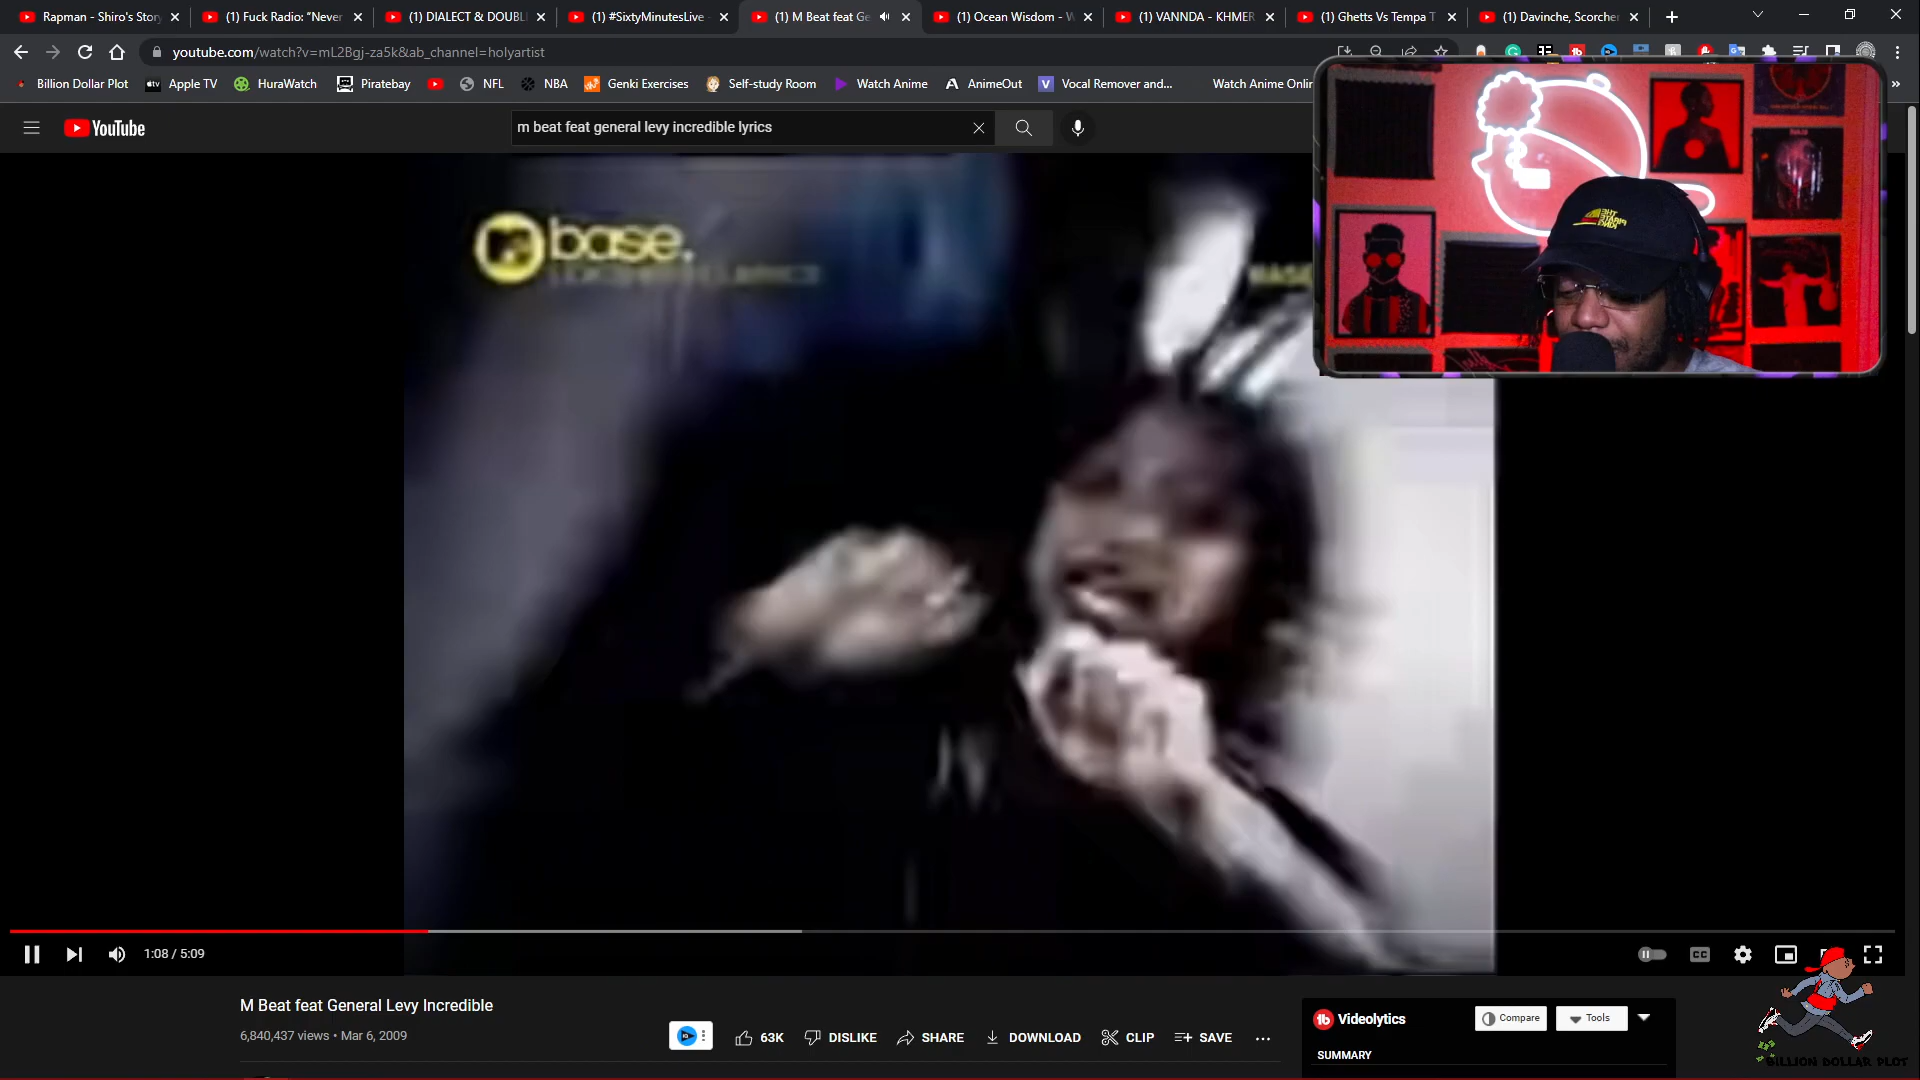 Rapman - Shiro's Story
(1) Fuck Radio: "Never
(1) DIALECT & DOUBL
(1) #SixtyMinutesLive -
(1) M Beat feat Ge
(1) Ocean Wisdom - W
(1) VANNDA - KHMER
(1) Ghetts Vs Tempa T
(1) Davinche, Scorche
youtube.com/watch?v=mL2Bgj-za5k&ab_channel=holyartist
Billion Dollar Plot
Apple TV
HuraWatch
Piratebay
NFL
NBA
Genki Exercises
Self-study Room
Watch Anime
AnimeOut
Vocal Remover and...
Watch Anime Onlin
YouTube
m beat feat general levy incredible lyrics
base.
BASE
1:08 / 5:09
CC
M Beat feat General Levy Incredible
6,840,437 views • Mar 6, 2009
63K
DISLIKE
SHARE
DOWNLOAD
CLIP
SAVE
Videolytics
Compare
Tools
SUMMARY
BILLION DOLLAR PLOT